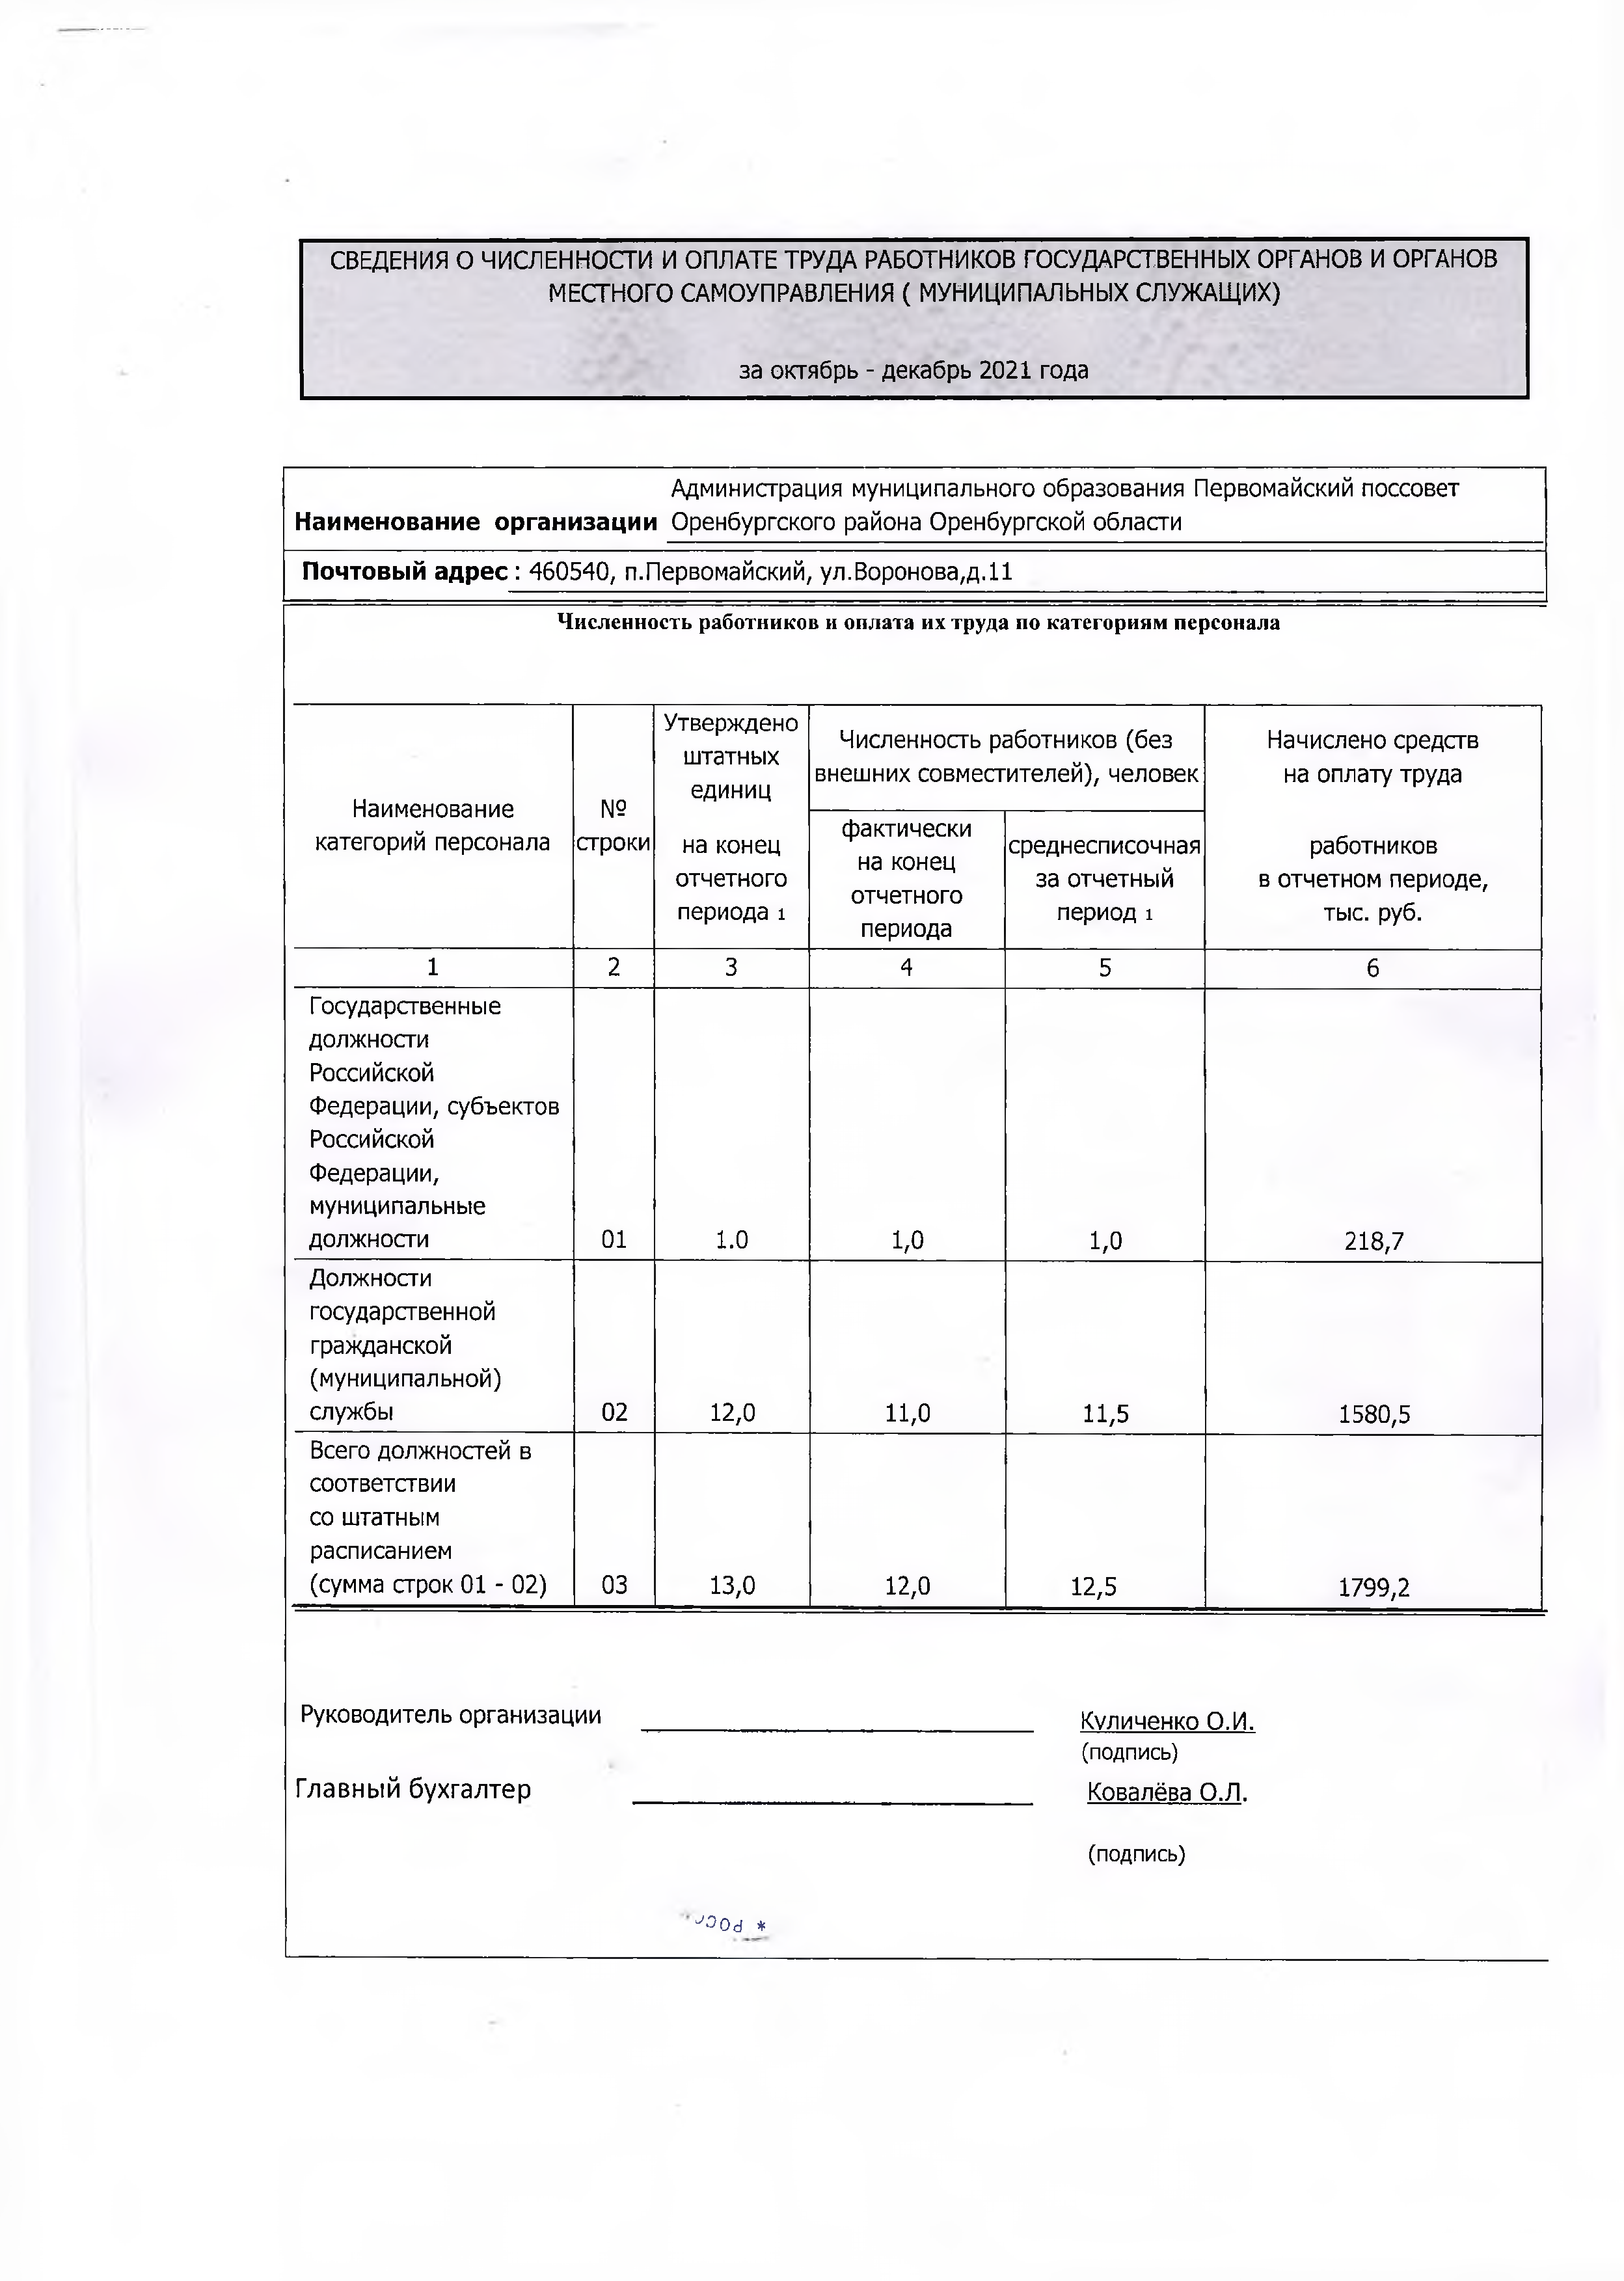 СВЕДЕНИЯ О ЧИСЛЕННОСТИ И ОПЛАТЕ ТРУДА РАБОТНИКОВ ГОСУДАРСТВЕННЫХ ОРГАНОВ И ОРГАНОВ
МЕСТНОГО САМОУПРАВЛЕНИЯ ( МУНИЦИПАЛЬНЫХ СЛУЖАЩИХ)
за октябрь - декабрь 2021 года
Администрация муниципального образования Первомайский поссовет
Наименование организации Оренбургского района Оренбургской области
Почтовый адрес : 460540, п.Первомайский, ул.Воронова,д.11
Численность работников и оплата их труда по категориям персонала
Наименование
категорий персонала
№
строки
Утверждено
штатных
единиц
на конец
отчетного
периода 1
Численность работников (без
внешних совместителей), человек
фактически
на конец
отчетного
периода
среднесписочная
за отчетный
период 1
Начислено средств
на оплату труда
работников
в отчетном периоде,
тыс. руб.
1 2 3 4 5 6
Государственные
должности
Российской
Федерации, субъектов
Российской
Федерации,
муниципальные
должности 01 1.0 1,0 1,0 218,7
Должности
государственной
гражданской
(муниципальной)
службы 02 12,0 11,0 11,5 1580,5
Всего должностей в
соответствии
со штатным
расписанием
(сумма строк 01 - 02) 03 13,0 12,0 12,5 1799,2
Руководитель организации Куличенко О.И.
(подпись)
Главный бухгалтер Ковалёва О.Л.
(подпись)